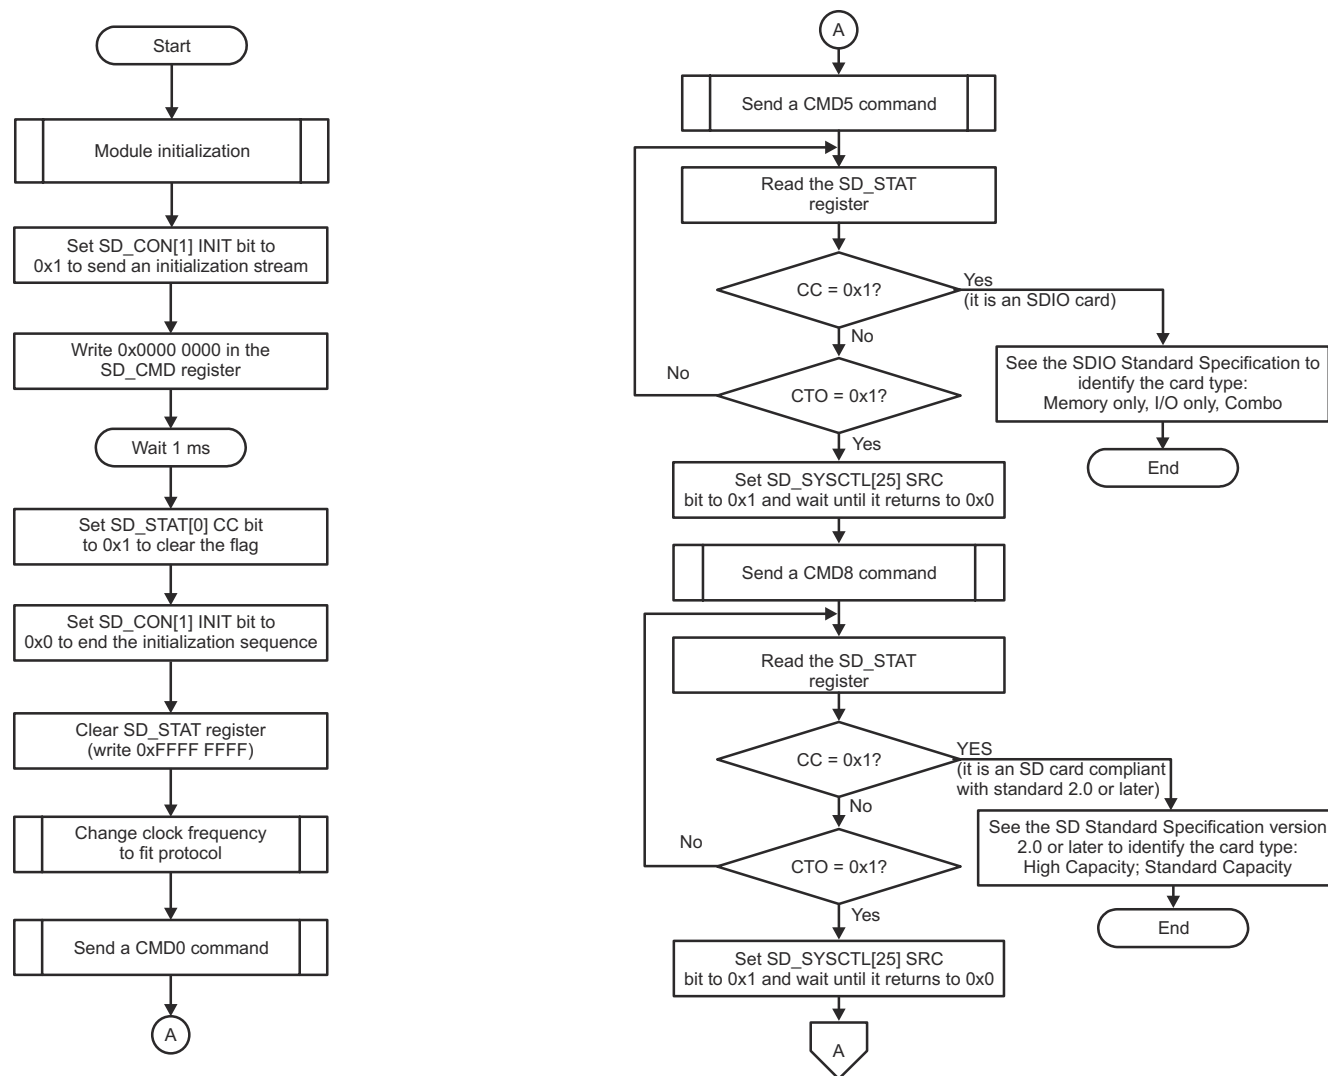 Start
Module initialization
Set SD_CON[1] INIT bit to
0x1 to send an initialization stream
Write 0x0000 0000 in the
SD_CMD register
Wait 1 ms
Set SD_STAT[0] CC bit
to 0x1 to clear the flag
Set SD_CON[1] INIT bit to
0x0 to end the initialization sequence
Clear SD_STAT register
(write 0xFFFF FFFF)
Change clock frequency
to fit protocol
Send a CMD0 command
A
A
Send a CMD5 command
Read the SD_STAT
register
CC = 0x1?
Yes
(it is an SDIO card)
No
See the SDIO Standard Specification to
identify the card type:
Memory only, I/O only, Combo
End
No
CTO = 0x1?
Yes
Set SD_SYSCTL[25] SRC
bit to 0x1 and wait until it returns to 0x0
Send a CMD8 command
Read the SD_STAT
register
CC = 0x1?
YES
(it is an SD card compliant
with standard 2.0 or later)
No
See the SD Standard Specification version
2.0 or later to identify the card type:
High Capacity; Standard Capacity
End
No
CTO = 0x1?
Yes
Set SD_SYSCTL[25] SRC
bit to 0x1 and wait until it returns to 0x0
A